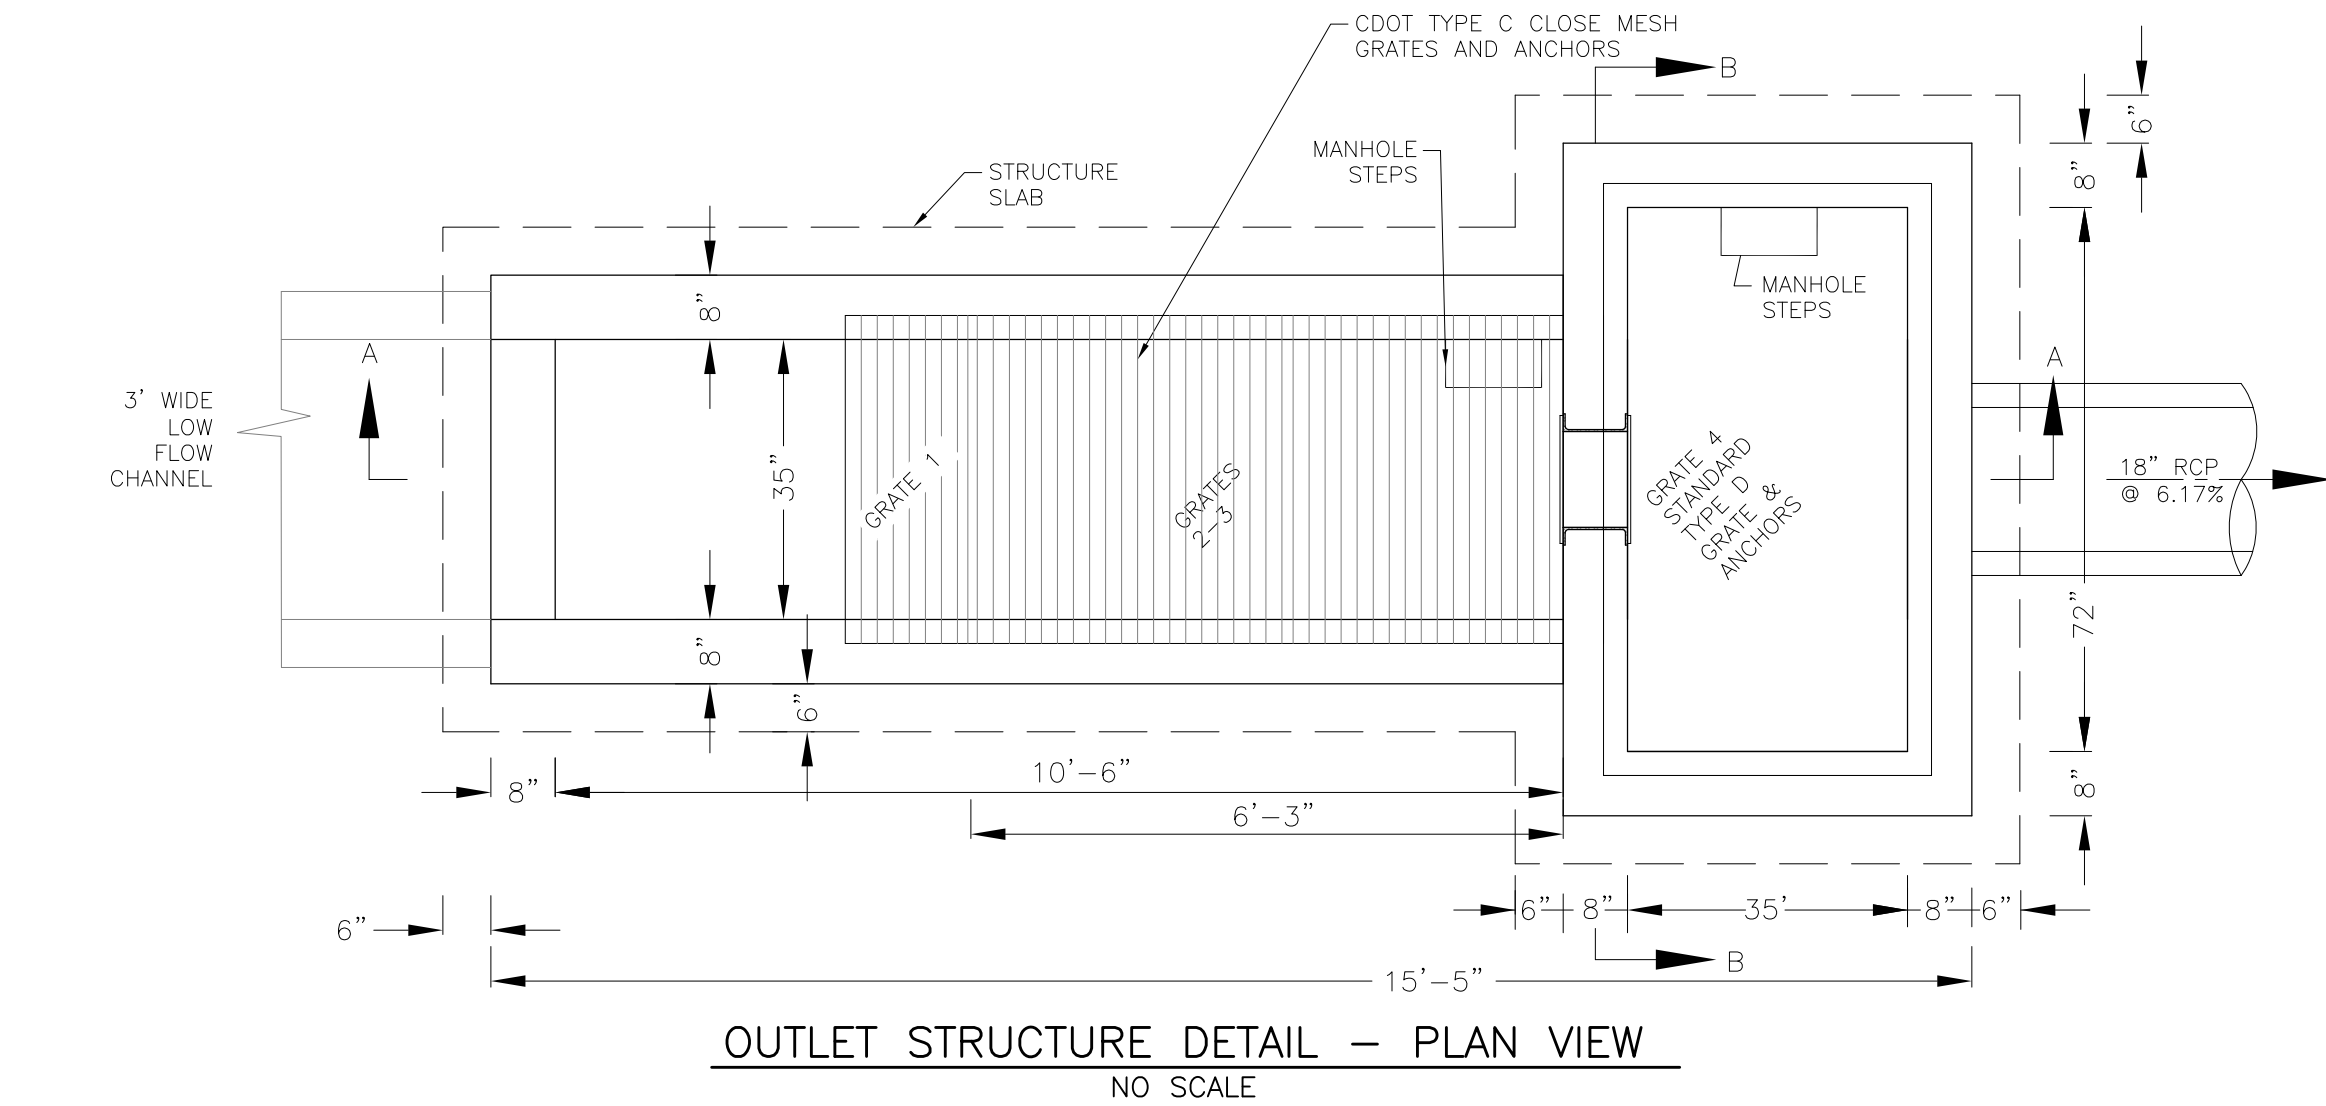 CDOT TYPE C CLOSE MESH
GRATES AND ANCHORS
B
6"
MANHOLE
STEPS
STRUCTURE
SLAB
8"
8"
MANHOLE
STEPS
A
A
3' WIDE
LOW
FLOW
CHANNEL
35"
GRATE 1
GRATES
2-3
GRATE 4
STANDARD
TYPE D
GRATE &
ANCHORS
18" RCP
@ 6.17%
72"
8"
6"
10'-6"
8"
6'-3"
8"
6"
6"
8"
35'
8"
6"
B
15'-5"
OUTLET STRUCTURE DETAIL - PLAN VIEW
NO SCALE